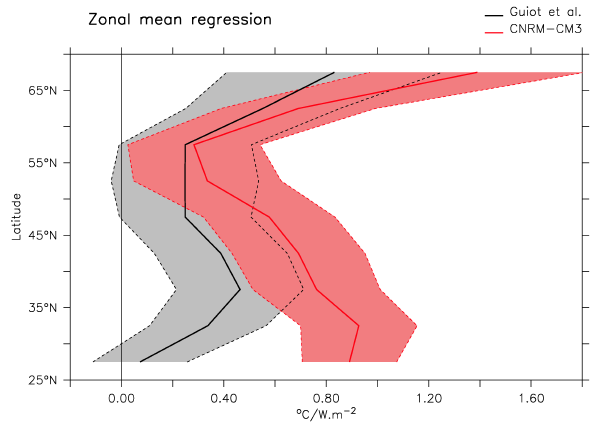 Zonal mean regression
Guiot et al.
CNRM-CM3
65°N
55°N
45°N
35°N
25°N
Latitude
0.00 0.40 0.80 1.20 1.60
°C/W.m⁻²